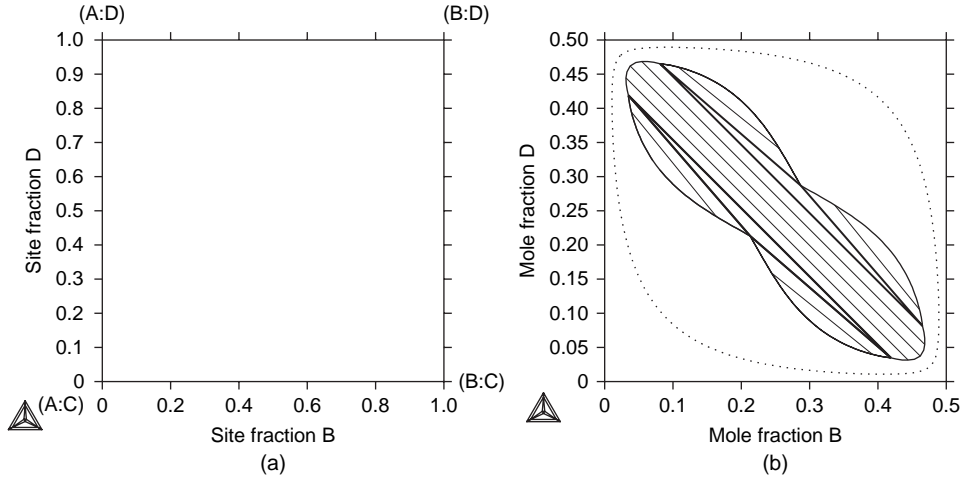 (A:D) (B:D)
1.0
0.9
0.8
0.7
0.6
0.5
0.4
0.3
0.2
0.1
0
Site fraction D
(A:C) (B:C)
0 0.2 0.4 0.6 0.8 1.0
Site fraction B
(a)
0.50
0.45
0.40
0.35
0.30
0.25
0.20
0.15
0.10
0.05
0
Mole fraction D
0 0.1 0.2 0.3 0.4 0.5
Mole fraction B
(b)